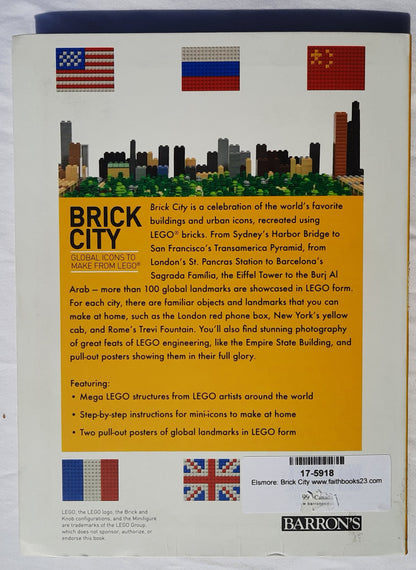 BRICK
CITY
GLOBAL ICONS TO
MAKE FROM LEGO®
Brick City is a celebration of the world's favorite
buildings and urban icons, recreated using
LEGO® bricks. From Sydney's Harbor Bridge to
San Francisco's Transamerica Pyramid, from
London's St. Pancras Station to Barcelona's
Sagrada Família, the Eiffel Tower to the Burj Al
Arab – more than 100 global landmarks are showcased in LEGO form.
For each city, there are familiar objects and landmarks that you can
make at home, such as the London red phone box, New York's yellow
cab, and Rome's Trevi Fountain. You'll also find stunning photography
of great feats of LEGO engineering, like the Empire State Building, and
pull-out posters showing them in their full glory.
Featuring:
• Mega LEGO structures from LEGO artists around the world
• Step-by-step instructions for mini-icons to make at home
• Two pull-out posters of global landmarks in LEGO form
17-5918
Elsmore: Brick City www.faithbooks23.com
99 Canada
LEGO, the LEGO logo, the Brick and
Knob configurations, and the Minifigure
are trademarks of the LEGO Group,
which does not sponsor, authorize, or
endorse this book.
BARRON'S